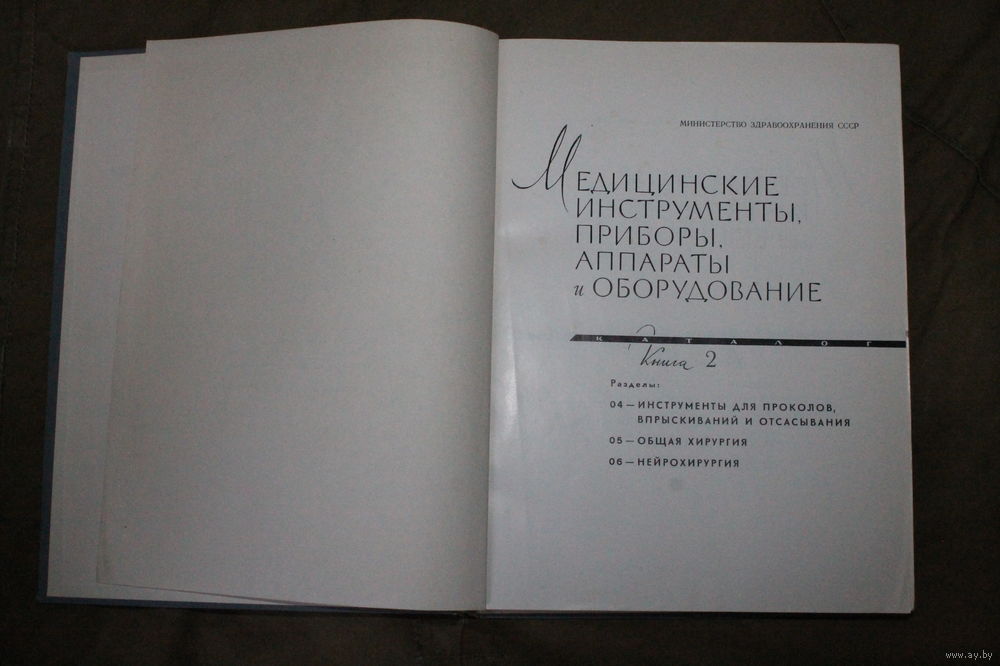 МИНИСТЕРСТВО ЗДРАВООХРАНЕНИЯ СССР
МЕДИЦИНСКИЕ
ИНСТРУМЕНТЫ,
ПРИБОРЫ,
АППАРАТЫ
и ОБОРУДОВАНИЕ
КАТАЛОГ
Книга 2
Разделы:
04—ИНСТРУМЕНТЫ ДЛЯ ПРОКОЛОВ,
ВПРЫСКИВАНИЙ И ОТСАСЫВАНИЯ
05—ОБЩАЯ ХИРУРГИЯ
06—НЕЙРОХИРУРГИЯ
www.ay.by